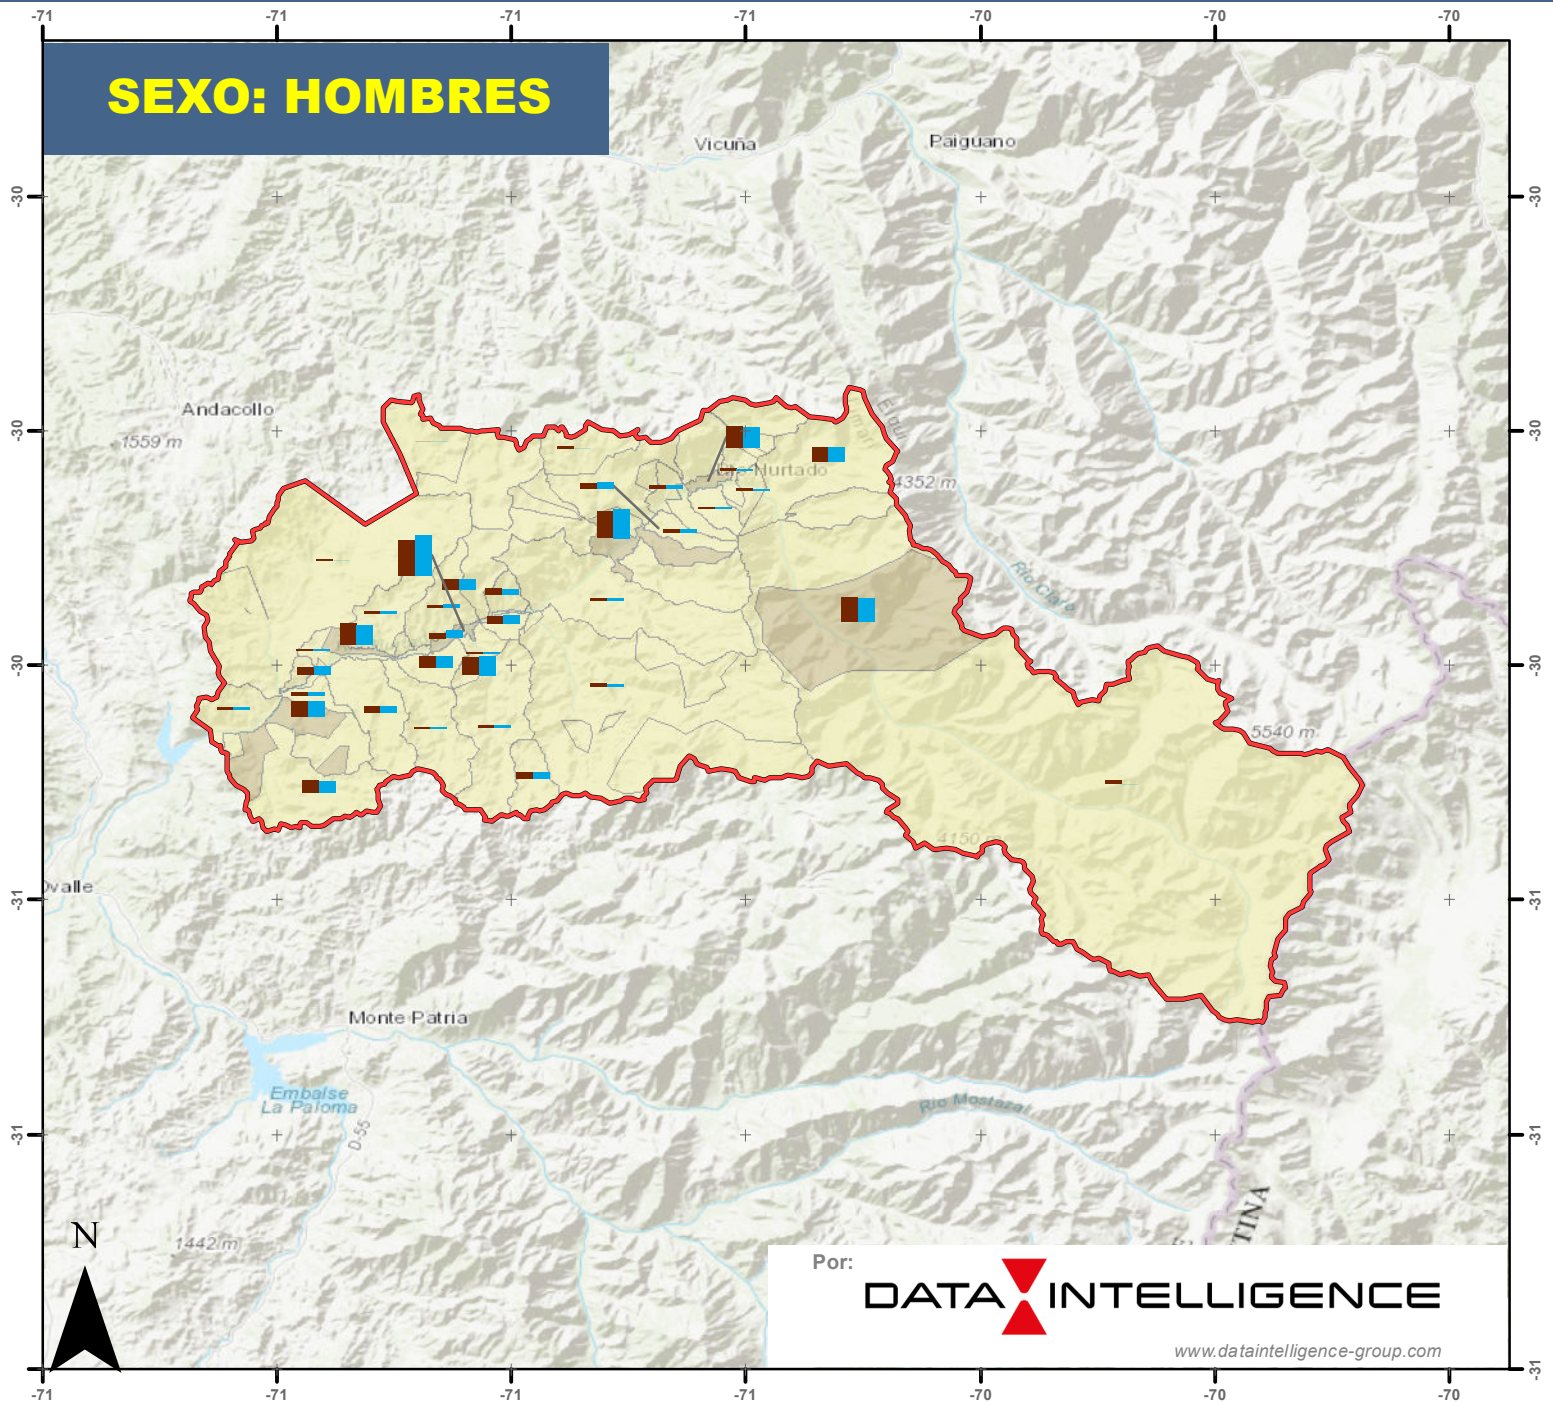 -71 -71 -71 -71 -70 -70 -70
SEXO: HOMBRES
Vicuña
Paiguano
-30 -30
Andacollo
1559 m
-30 -30
Hurtado
4352 m
Río Claro
-30 -30
5540 m
4150 m
Ovalle
-31 -31
Monte Patria
Embalse
La Paloma
Río Mostazal
D-55
-31 -31
TINA
N
1442 m
Por:
DATA INTELLIGENCE
www.dataintelligence-group.com
-31
-71 -71 -71 -71 -70 -70 -70